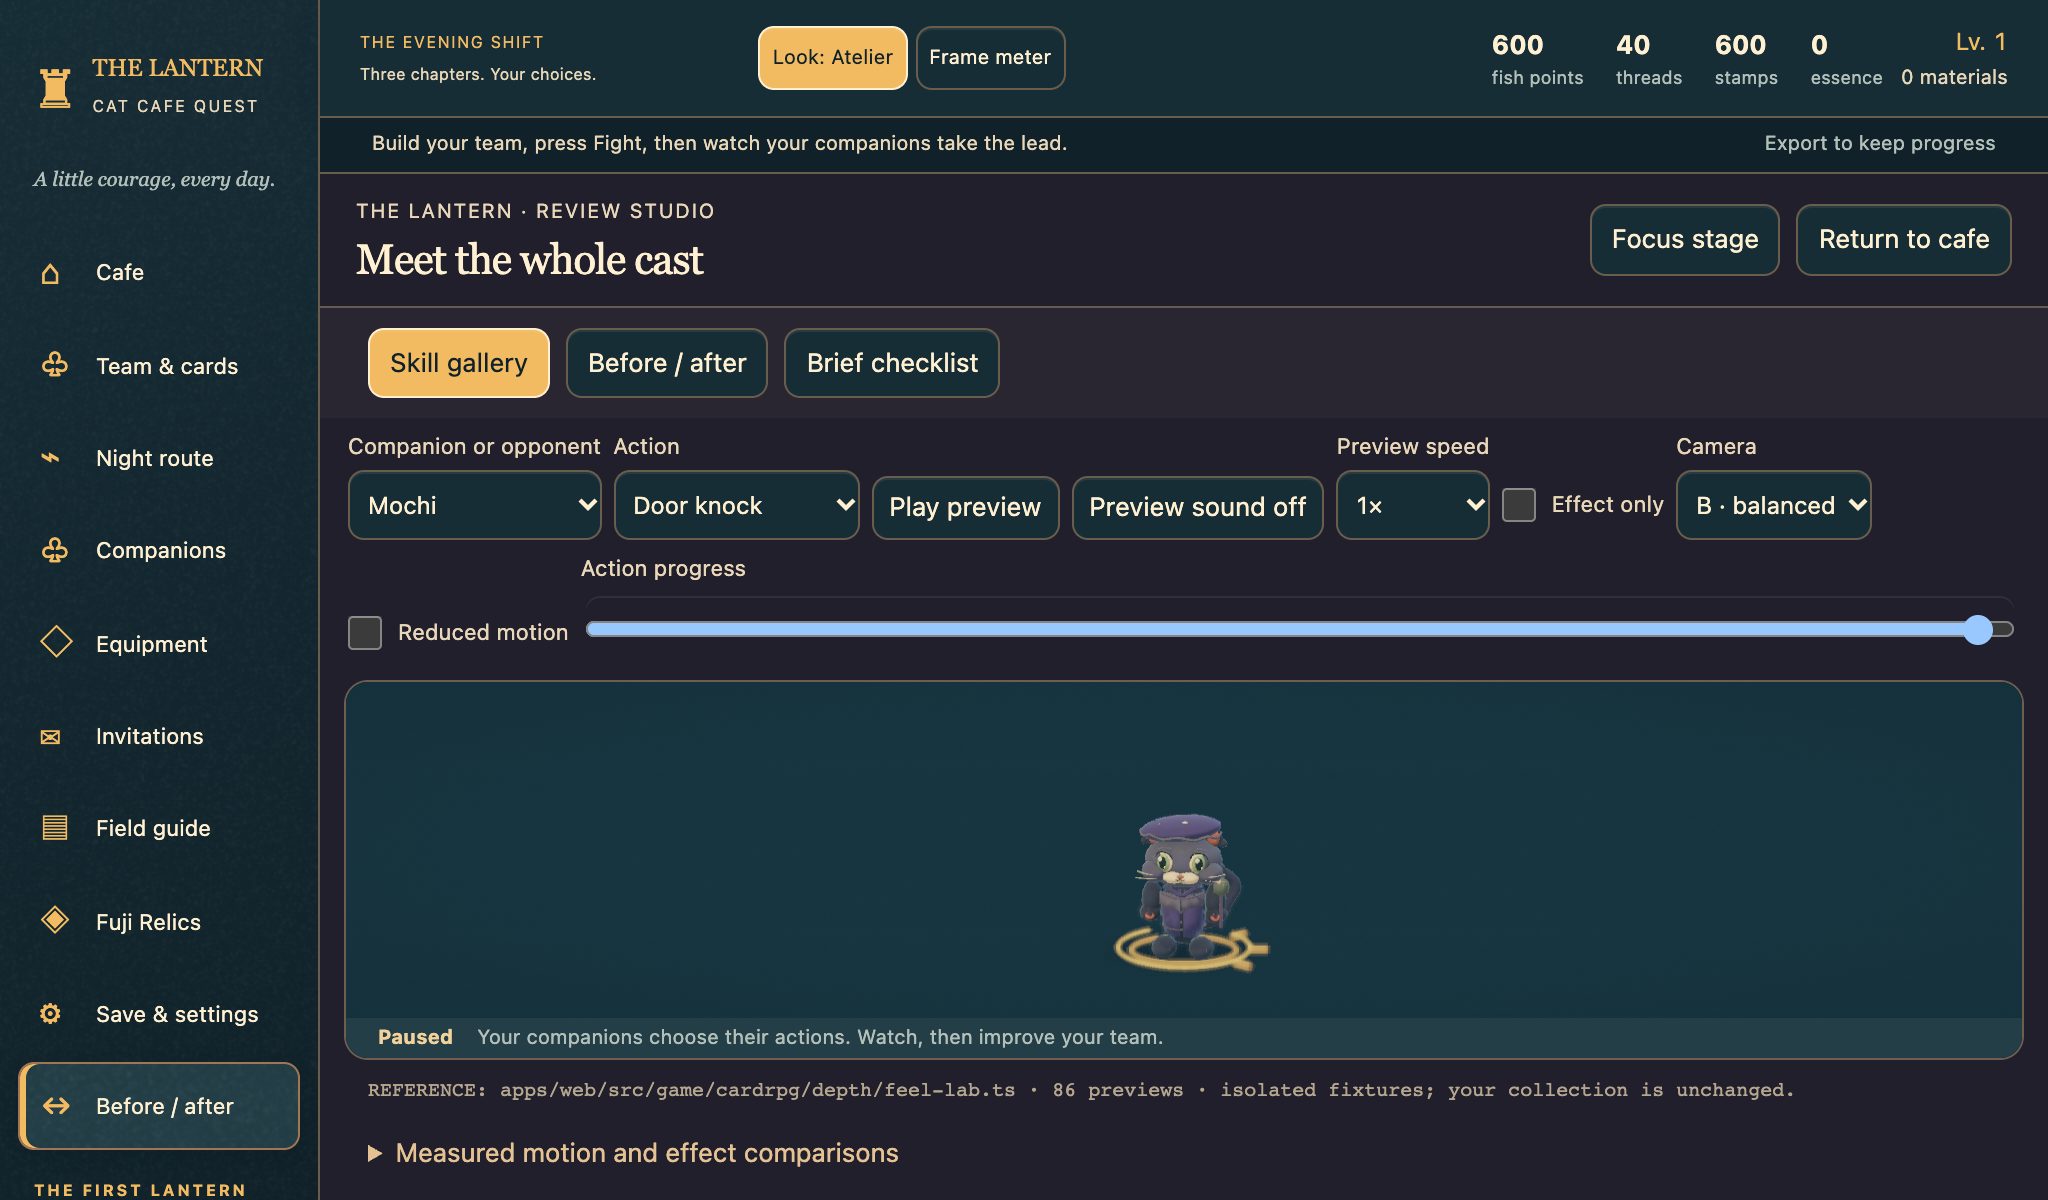 THE LANTERN
CAT CAFE QUEST
A little courage, every day.
Cafe
Team & cards
Night route
Companions
Equipment
Invitations
Field guide
Fuji Relics
Save & settings
Before / after
THE FIRST LANTERN
THE EVENING SHIFT
Three chapters. Your choices.
Look: Atelier
Frame meter
600 fish points
40 threads
600 stamps
0 essence
Lv. 1
0 materials
Build your team, press Fight, then watch your companions take the lead.
Export to keep progress
THE LANTERN · REVIEW STUDIO
Meet the whole cast
Focus stage
Return to cafe
Skill gallery
Before / after
Brief checklist
Companion or opponent
Mochi
Action
Door knock
Play preview
Preview sound off
Preview speed
1×
Effect only
Camera
B · balanced
Reduced motion
Action progress
Paused Your companions choose their actions. Watch, then improve your team.
REFERENCE: apps/web/src/game/cardrpg/depth/feel-lab.ts · 86 previews · isolated fixtures; your collection is unchanged.
Measured motion and effect comparisons